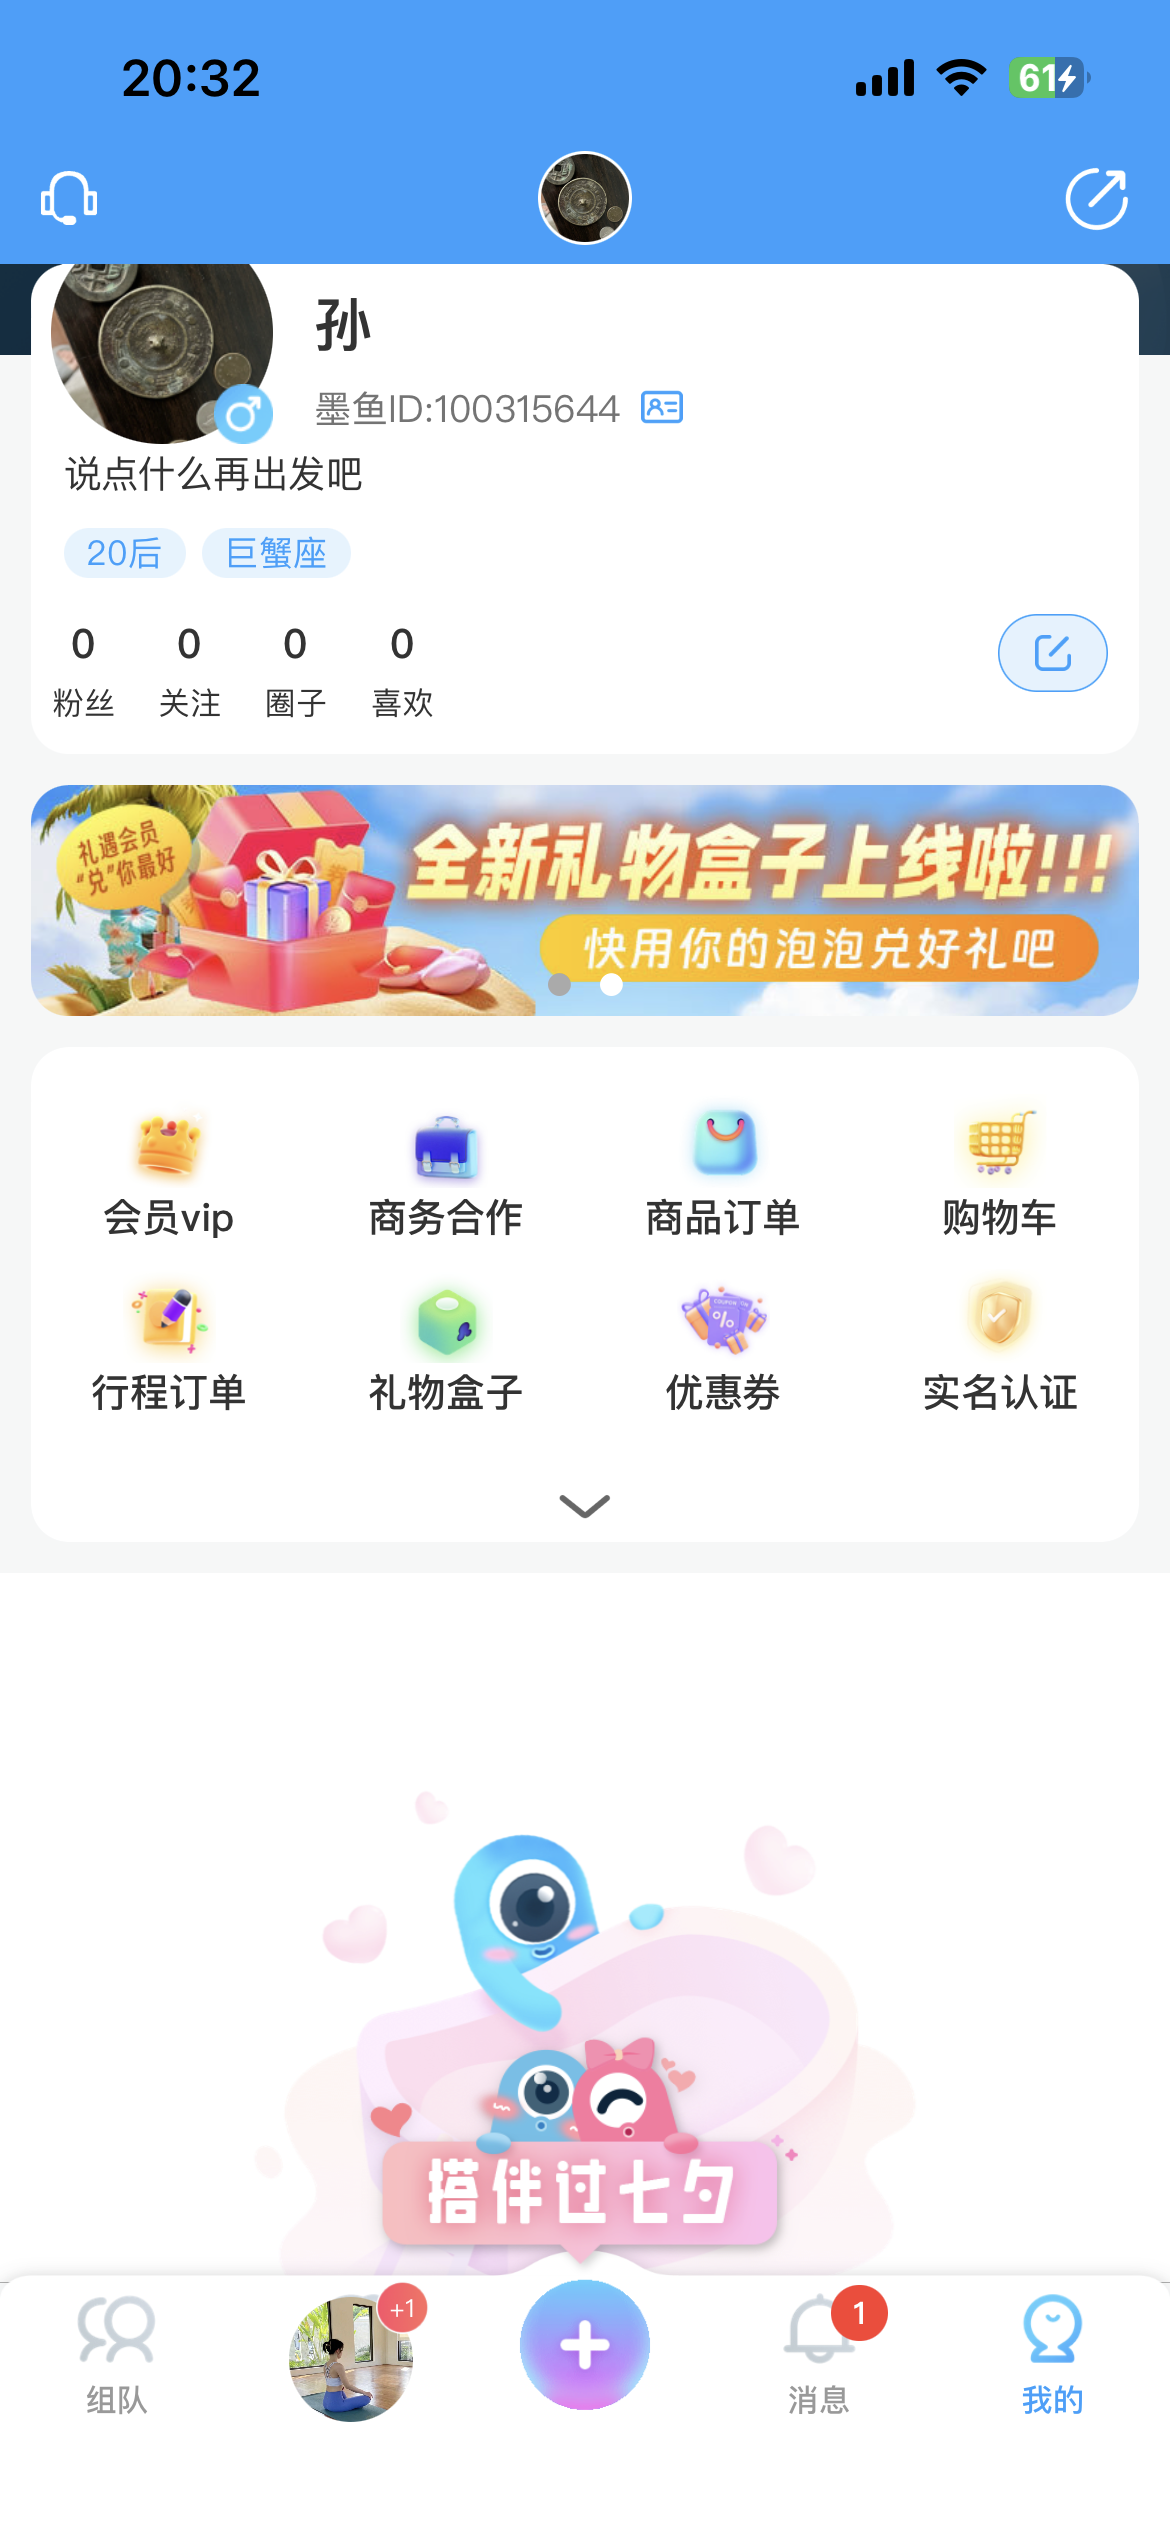 20:32
61
孙
墨鱼ID:100315644
说点什么再出发吧
20后 巨蟹座
0 0 0 0
粉丝 关注 圈子 喜欢
礼遇会员
“兑”你最好
全新礼物盒子上线啦!!!
快用你的泡泡兑好礼吧
会员vip 商务合作 商品订单 购物车
COUPON
%
行程订单 礼物盒子 优惠券 实名认证
搭伴过七夕
+1
1
组队 消息 我的